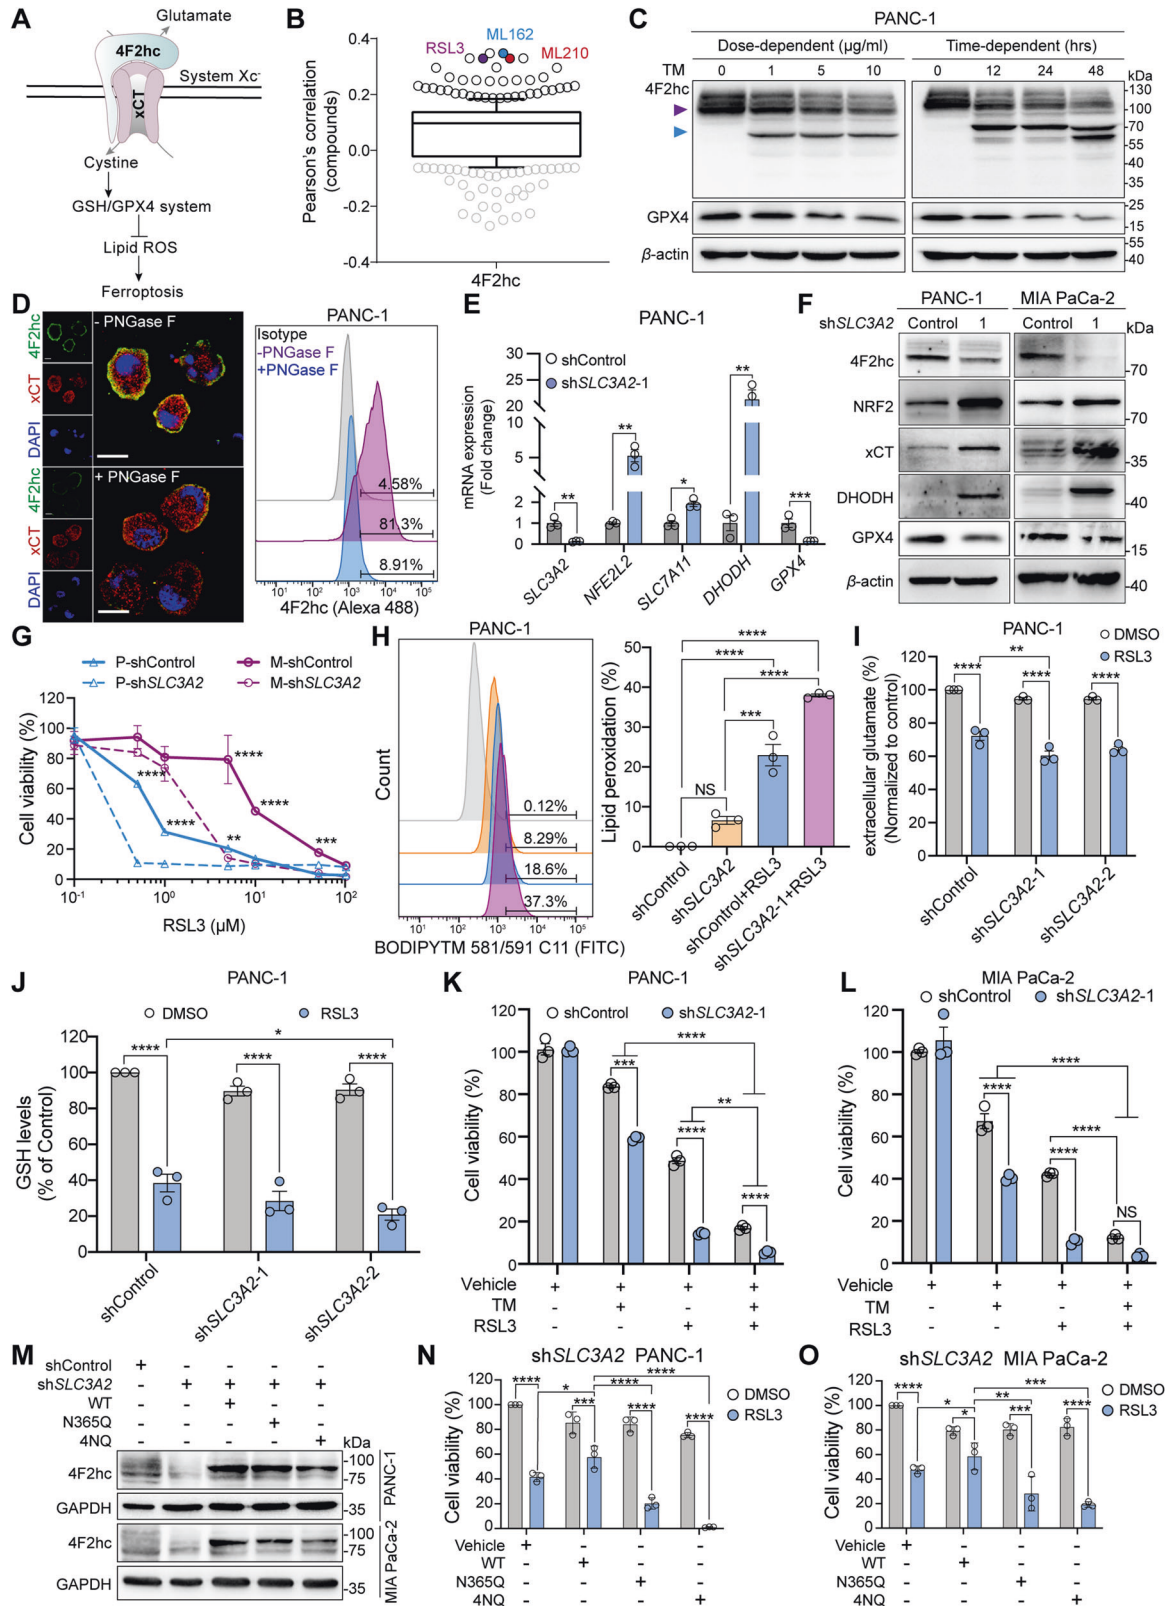 A
Glutamate
4F2hc
System Xc-
xCT
Cystine
GSH/GPX4 system
Lipid ROS
Ferroptosis
B
Pearson's correlation
(compounds)
0.4
0.2
0.0
-0.2
-0.4
RSL3
ML162
ML210
4F2hc
C
PANC-1
Dose-dependent (µg/ml)
Time-dependent (hrs)
TM 0 1 5 10 0 12 24 48 kDa
4F2hc
130
100
70
55
40
35
GPX4
25
15
β-actin
55
40
D
4F2hc
xCT
DAPI
- PNGase F
4F2hc
xCT
DAPI
+ PNGase F
PANC-1
Isotype
-PNGase F
+PNGase F
4.58%
81.3%
8.91%
10¹ 10² 10³ 10⁴ 10⁵
4F2hc (Alexa 488)
E
PANC-1
shControl
shSLC3A2-1
mRNA expression
(Fold change)
30
25
20
10
5
2
1
0
** ** * ** ***
SLC3A2
NFE2L2
SLC7A11
DHODH
GPX4
F
PANC-1 MIA PaCa-2
shSLC3A2 Control 1 Control 1 kDa
4F2hc
-70
NRF2
-70
xCT
-35
DHODH
-40
GPX4
-15
β-actin
-40
G
P-shControl M-shControl
P-shSLC3A2 M-shSLC3A2
Cell viability (%)
120
100
80
60
40
20
0
****
****
**
****
****
***
10⁻¹ 10⁰ 10¹ 10²
RSL3 (µM)
H
PANC-1
Count
0.12%
8.29%
18.6%
37.3%
10¹ 10² 10³ 10⁴ 10⁵
BODIPYTM 581/591 C11 (FITC)
Lipid peroxidation (%)
60
40
20
0
****
****
****
***
NS
shControl
shSLC3A2
shControl+RSL3
shSLC3A2-1+RSL3
I
PANC-1
DMSO
RSL3
extracellular glutamate (%)
(Normalized to control)
120
100
80
60
40
20
0
**
**** **** ****
shControl
shSLC3A2-1
shSLC3A2-2
J
PANC-1
DMSO RSL3
GSH levels
(% of Control)
120
100
80
60
40
20
0
*
**** **** ****
shControl
shSLC3A2-1
shSLC3A2-2
K
PANC-1
shControl shSLC3A2-1
Cell viability (%)
120
100
80
60
40
20
0
****
***
**
****
****
Vehicle + + + +
TM - + - +
RSL3 - - + +
L
MIA PaCa-2
shControl shSLC3A2-1
Cell viability (%)
120
100
80
60
40
20
0
****
****
****
****
NS
Vehicle + + + +
TM - + - +
RSL3 - - + +
M
shControl + - - - -
shSLC3A2 - + + + +
WT - - + - -
N365Q - - - + -
4NQ - - - - +
kDa
4F2hc
-100
-75
GAPDH
-35
PANC-1
4F2hc
100
-75
GAPDH
-35
MIA PaCa-2
N
shSLC3A2 PANC-1
DMSO
RSL3
Cell viability (%)
120
100
80
60
40
20
0
****
****
**** * *** **** ****
Vehicle + - - -
WT - + - -
N365Q - - + -
4NQ - - - +
O
shSLC3A2 MIA PaCa-2
DMSO
RSL3
Cell viability (%)
120
100
80
60
40
20
0
***
**
**** * * *** ****
Vehicle + - - -
WT - + - -
N365Q - - + -
4NQ - - - +